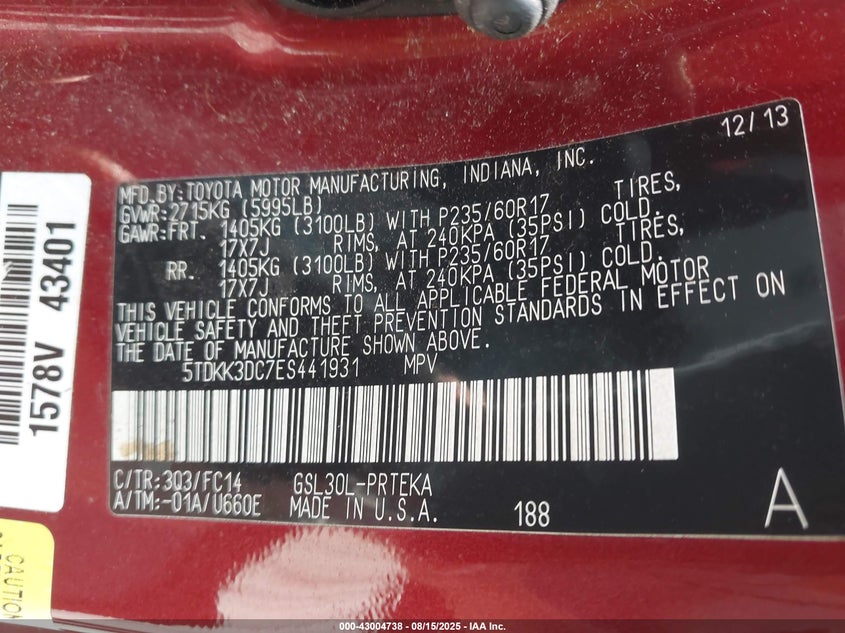 12/13
MFD.BY:TOYOTA MOTOR MANUFACTURING, INDIANA, INC.
GVWR:2715KG (5995LB)
GAWR:FRT. 1405KG (3100LB) WITH P235/60R17 TIRES,
17X7J RIMS, AT 240KPA (35PSI) COLD.
RR. 1405KG (3100LB) WITH P235/60R17 TIRES,
17X7J RIMS, AT 240KPA (35PSI) COLD.
THIS VEHICLE CONFORMS TO ALL APPLICABLE FEDERAL MOTOR
VEHICLE SAFETY AND THEFT PREVENTION STANDARDS IN EFFECT ON
THE DATE OF MANUFACTURE SHOWN ABOVE.
5TDKK3DC7ES441931 MPV
C/TR:3Q3/FC14 GSL30L-PRTEKA
A/TM:-01A/U660E MADE IN U.S.A. 188 A
1578V 43401
CAUTION
000-43004738 - 08/15/2025 - IAA Inc.